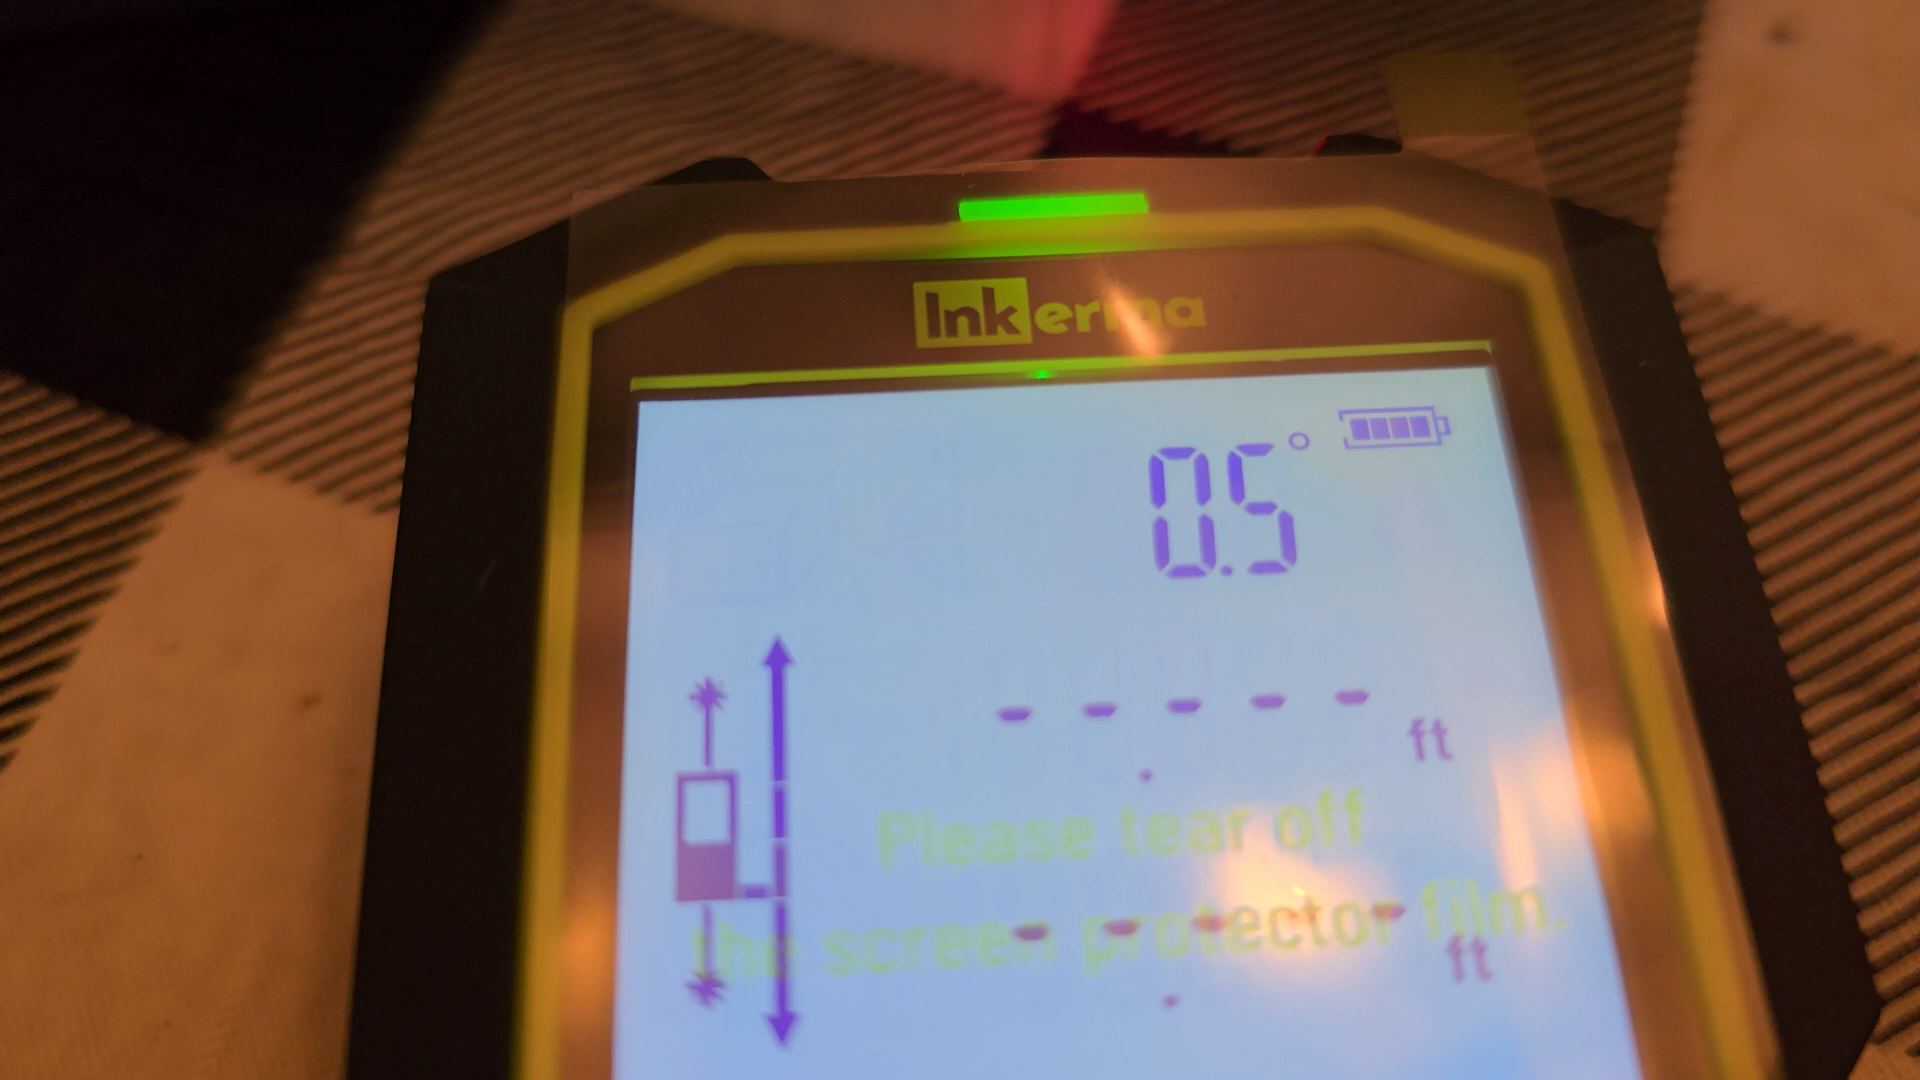 Inkerma
0.5°
- - - - - ft
Please tear off
the screen protector film.
- - - - - ft